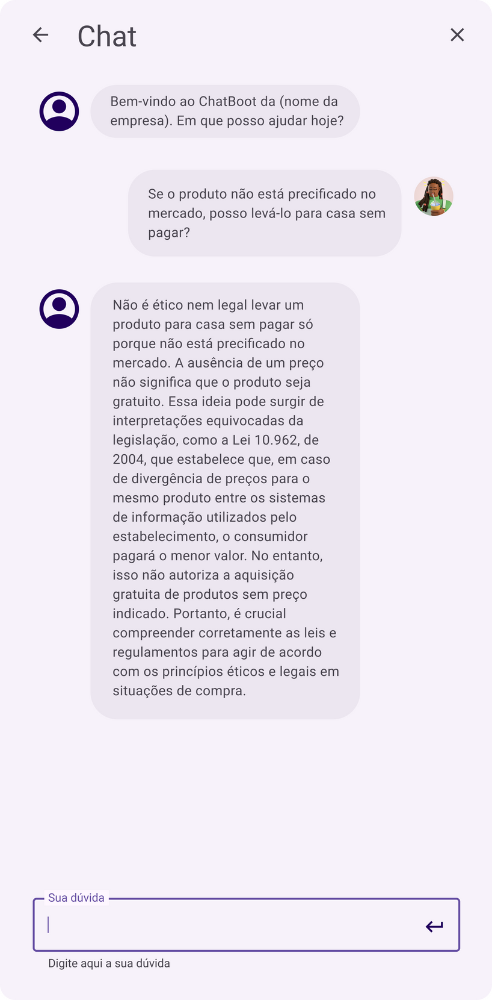 Chat
Bem-vindo ao ChatBoot da (nome da
empresa). Em que posso ajudar hoje?
Se o produto não está precificado no
mercado, posso levá-lo para casa sem
pagar?
Não é ético nem legal levar um
produto para casa sem pagar só
porque não está precificado no
mercado. A ausência de um preço
não significa que o produto seja
gratuito. Essa ideia pode surgir de
interpretações equivocadas da
legislação, como a Lei 10.962, de
2004, que estabelece que, em caso
de divergência de preços para o
mesmo produto entre os sistemas
de informação utilizados pelo
estabelecimento, o consumidor
pagará o menor valor. No entanto,
isso não autoriza a aquisição
gratuita de produtos sem preço
indicado. Portanto, é crucial
compreender corretamente as leis e
regulamentos para agir de acordo
com os princípios éticos e legais em
situações de compra.
Sua dúvida
Digite aqui a sua dúvida